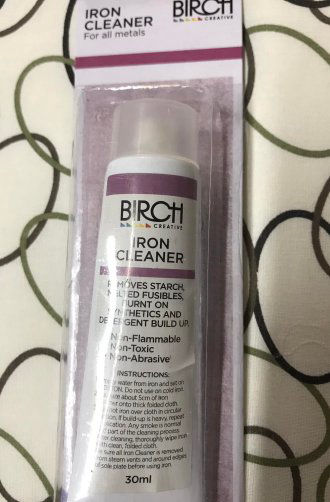 IRON
CLEANER
For all metals
BIRCH
CREATIVE
BIRCH
CREATIVE
IRON
CLEANER
REMOVES STARCH,
MELTED FUSIBLES,
BURNT ON
SYNTHETICS AND
DETERGENT BUILD UP.
Non-Flammable
• Non-Toxic
• Non-Abrasive
INSTRUCTIONS:
water from iron and set on
Do not use on cold iron.
about 5cm of Iron
onto thick folded cloth.
iron over cloth in circular
If build-up is heavy, repeat
Any smoke is normal
part of the cleaning process.
cleaning, thoroughly wipe iron
clean, folded cloth.
sure all Iron Cleaner is removed
from steam vents and around edges
sole plate before using iron.
30ml